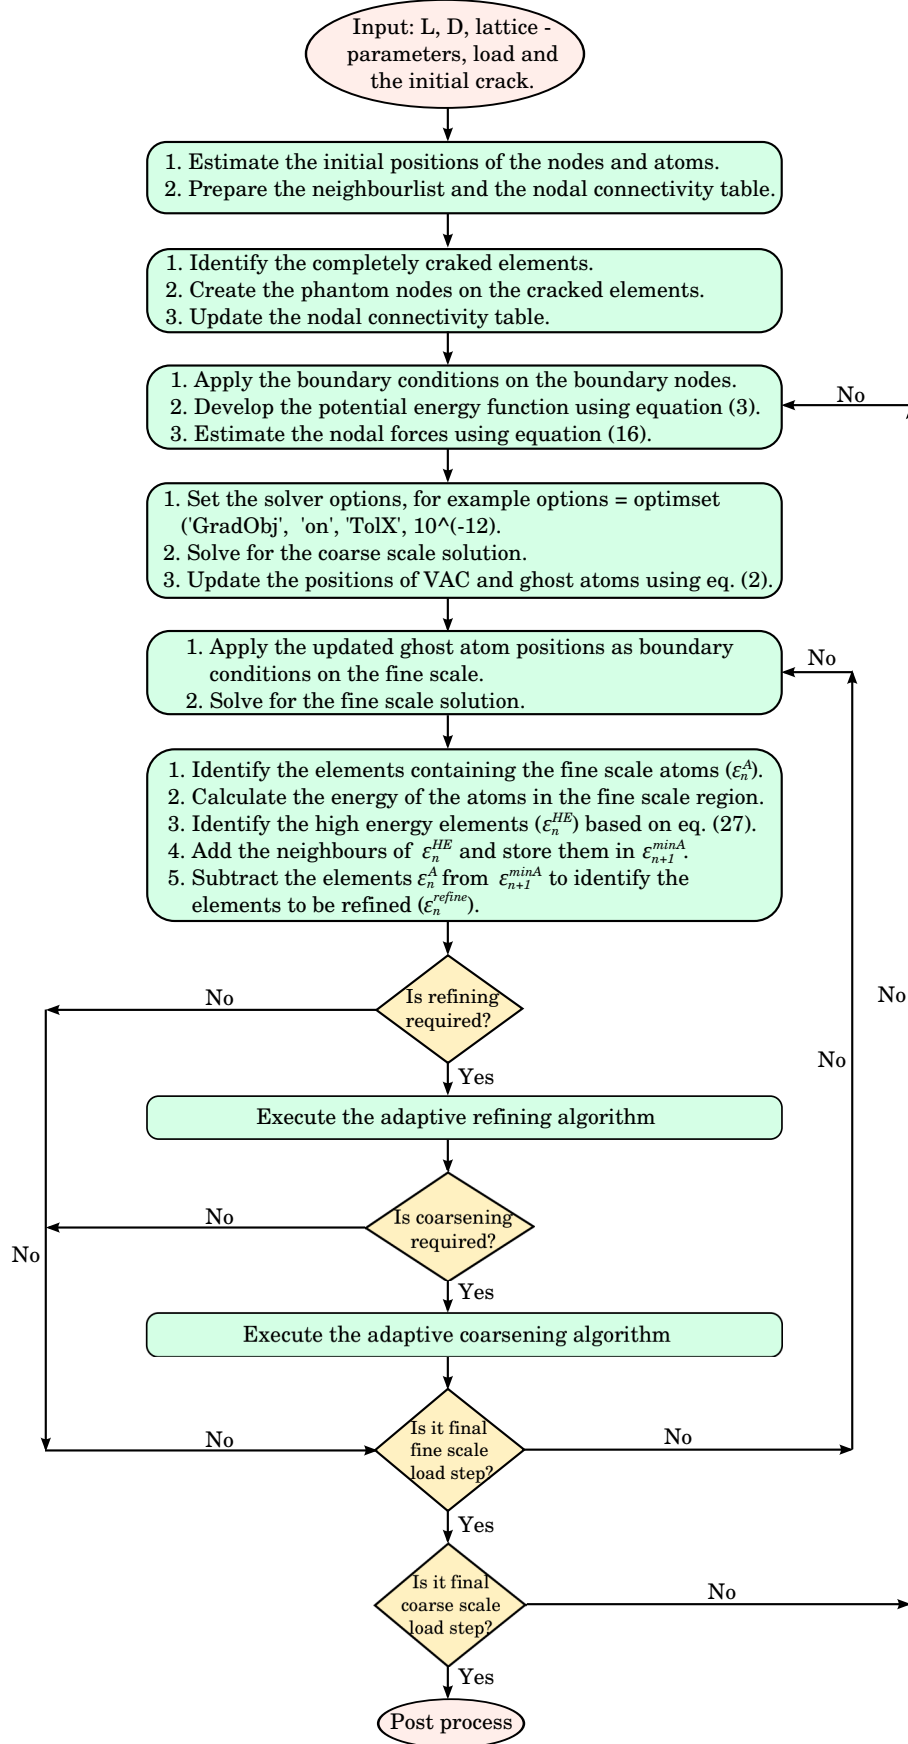 Input: L, D, lattice -
parameters, load and
the initial crack.
1. Estimate the initial positions of the nodes and atoms.
2. Prepare the neighbourlist and the nodal connectivity table.
1. Identify the completely craked elements.
2. Create the phantom nodes on the cracked elements.
3. Update the nodal connectivity table.
1. Apply the boundary conditions on the boundary nodes.
2. Develop the potential energy function using equation (3).
3. Estimate the nodal forces using equation (16).
No
1. Set the solver options, for example options = optimset
('GradObj', 'on', 'TolX', 10^(-12).
2. Solve for the coarse scale solution.
3. Update the positions of VAC and ghost atoms using eq. (2).
1. Apply the updated ghost atom positions as boundary
conditions on the fine scale.
2. Solve for the fine scale solution.
No
1. Identify the elements containing the fine scale atoms (ε_n^A).
2. Calculate the energy of the atoms in the fine scale region.
3. Identify the high energy elements (ε_n^HE) based on eq. (27).
4. Add the neighbours of ε_n^HE and store them in ε_n+1^minA.
5. Subtract the elements ε_n^A from ε_n+1^minA to identify the
elements to be refined (ε_n^refine).
No
Is refining
required?
No
No
Yes
Execute the adaptive refining algorithm
No
Is coarsening
required?
No
Yes
Execute the adaptive coarsening algorithm
No
Is it final
fine scale
load step?
No
Yes
Is it final
coarse scale
load step?
No
Yes
Post process